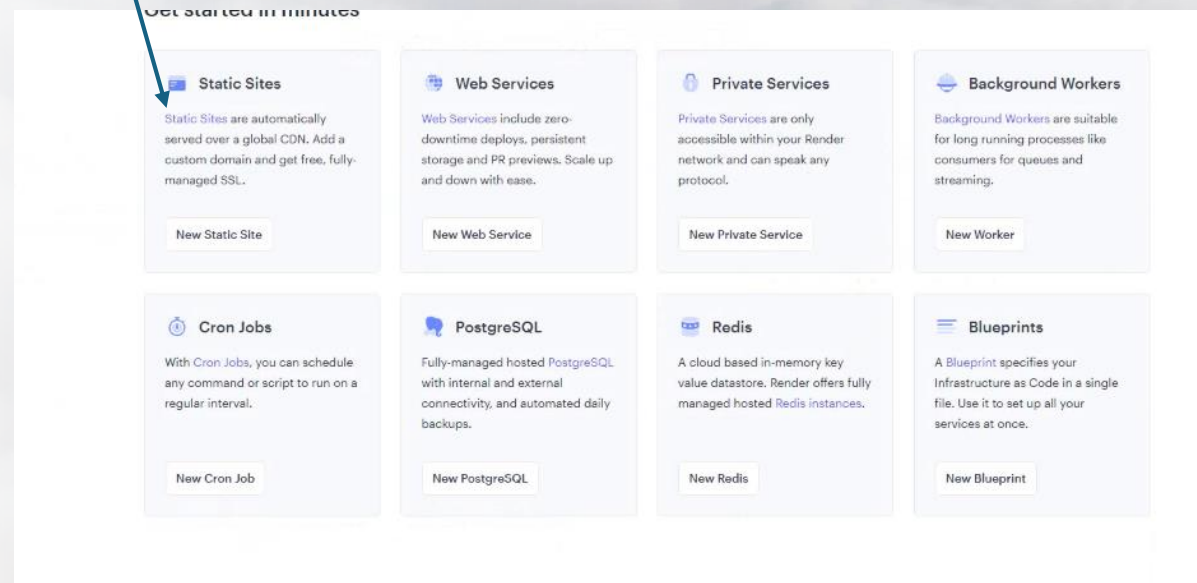 Get started in minutes
Static Sites
Static Sites are automatically
served over a global CDN. Add a
custom domain and get free, fully-
managed SSL.
New Static Site
Web Services
Web Services include zero-
downtime deploys, persistent
storage and PR previews. Scale up
and down with ease.
New Web Service
Private Services
Private Services are only
accessible within your Render
network and can speak any
protocol.
New Private Service
Background Workers
Background Workers are suitable
for long running processes like
consumers for queues and
streaming.
New Worker
Cron Jobs
With Cron Jobs, you can schedule
any command or script to run on a
regular interval.
New Cron Job
PostgreSQL
Fully-managed hosted PostgreSQL
with internal and external
connectivity, and automated daily
backups.
New PostgreSQL
Redis
A cloud based in-memory key
value datastore. Render offers fully
managed hosted Redis instances.
New Redis
Blueprints
A Blueprint specifies your
Infrastructure as Code in a single
file. Use it to set up all your
services at once.
New Blueprint